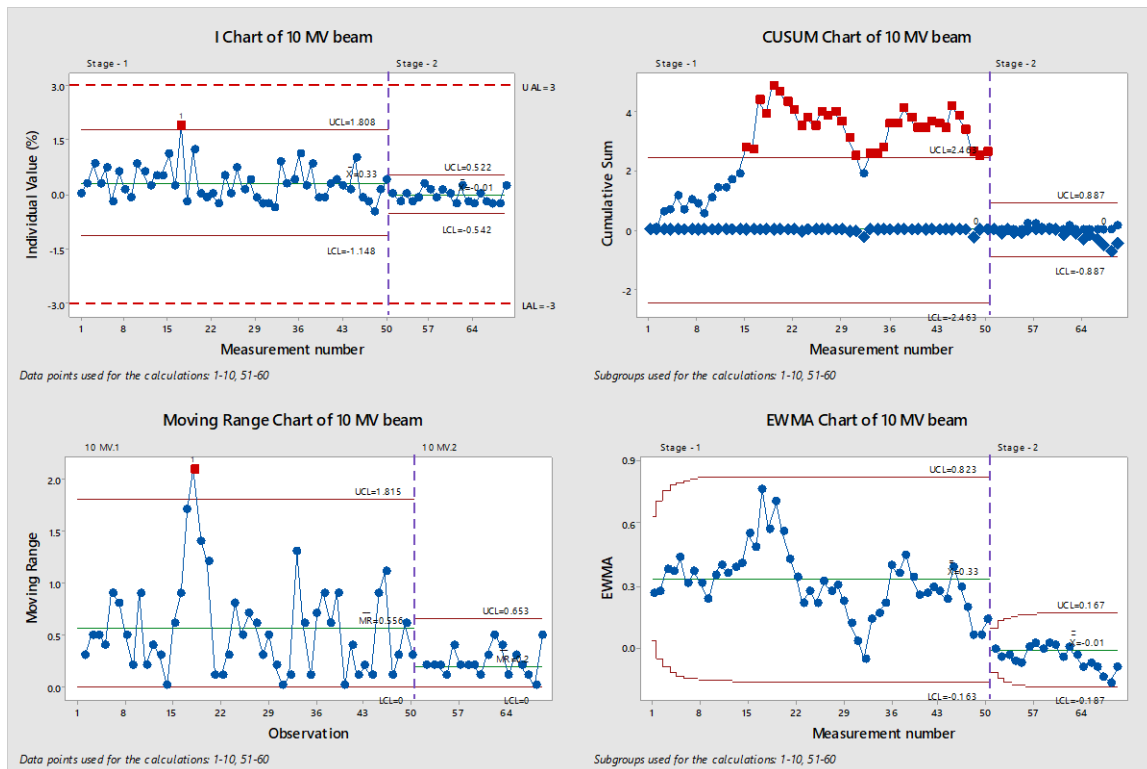 I Chart of 10 MV beam
Stage - 1
Stage - 2
3.0
1.5
0.0
-1.5
-3.0
Individual Value (%)
UAL=3
UCL=1.808
1
X=0.33
LCL=-1.148
UCL=0.522
X=-0.01
LCL=-0.542
LAL=-3
1 8 15 22 29 36 43 50 57 64
Measurement number
Data points used for the calculations: 1-10, 51-60
CUSUM Chart of 10 MV beam
Stage - 1
Stage - 2
4
2
0
-2
Cumulative Sum
UCL=2.463
0
LCL=-2.463
UCL=0.887
0
LCL=-0.887
1 8 15 22 29 36 43 50 57 64
Measurement number
Subgroups used for the calculations: 1-10, 51-60
Moving Range Chart of 10 MV beam
10 MV.1
10 MV.2
2.0
1.5
1.0
0.5
0.0
Moving Range
1
UCL=1.815
MR=0.556
LCL=0
UCL=0.653
LCL=0
1 8 15 22 29 36 43 50 57 64
Observation
Data points used for the calculations: 1-10, 51-60
EWMA Chart of 10 MV beam
Stage - 1
Stage - 2
0.9
0.6
0.3
0.0
EWMA
UCL=0.823
X=0.33
LCL=-0.163
UCL=0.167
X=-0.01
LCL=-0.187
1 8 15 22 29 36 43 50 57 64
Measurement number
Subgroups used for the calculations: 1-10, 51-60